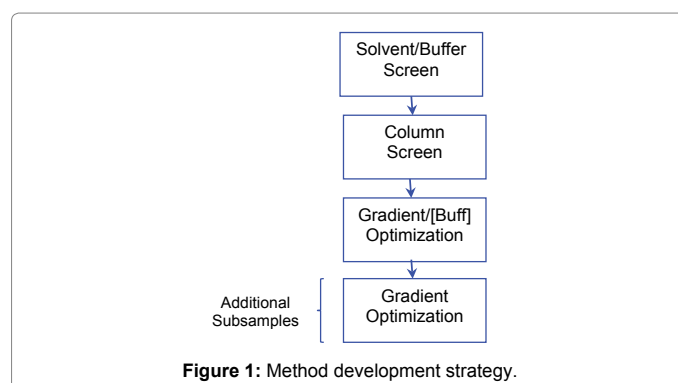 Solvent/Buffer
Screen
Column
Screen
Gradient/[Buff]
Optimization
Additional
Subsamples
Gradient
Optimization
Figure 1: Method development strategy.